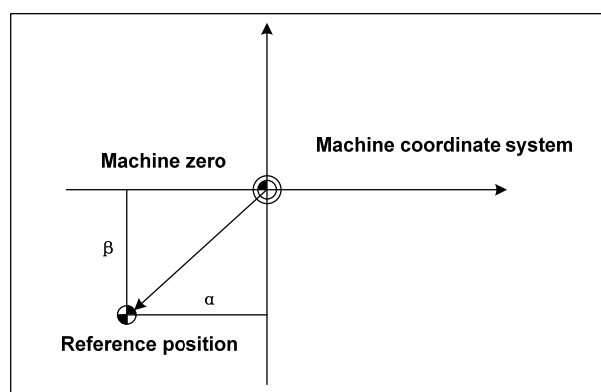 Machine coordinate system
Machine zero
β
α
Reference position